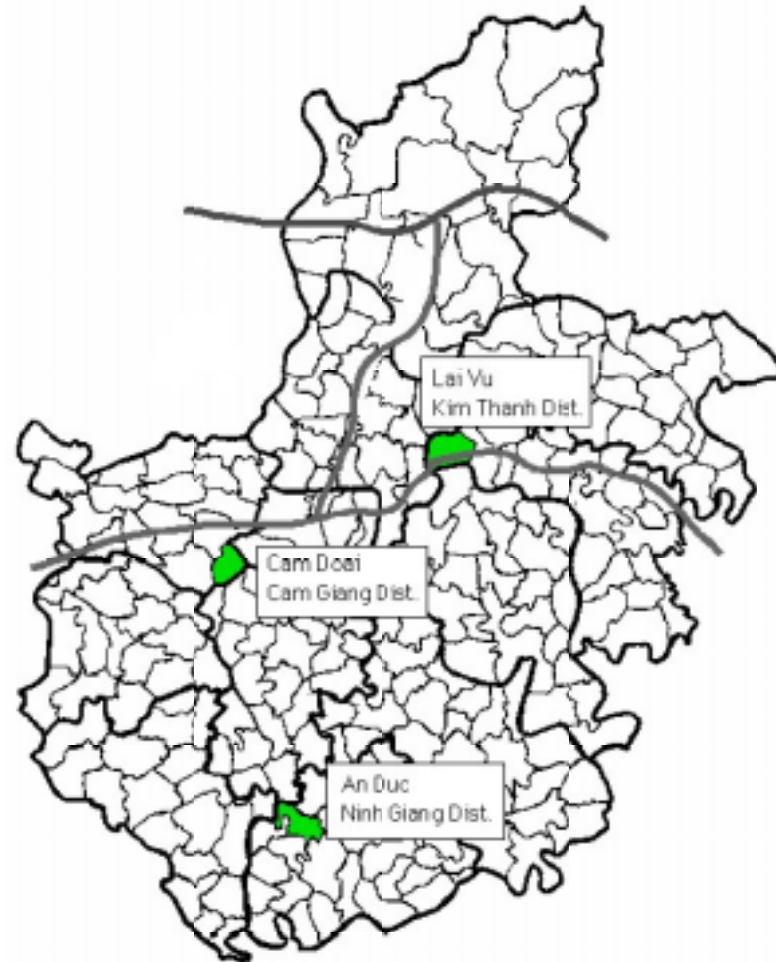 Lai Vu
Kim Thanh Dist.
Cam Doai
Cam Giang Dist.
An Duc
Ninh Giang Dist.